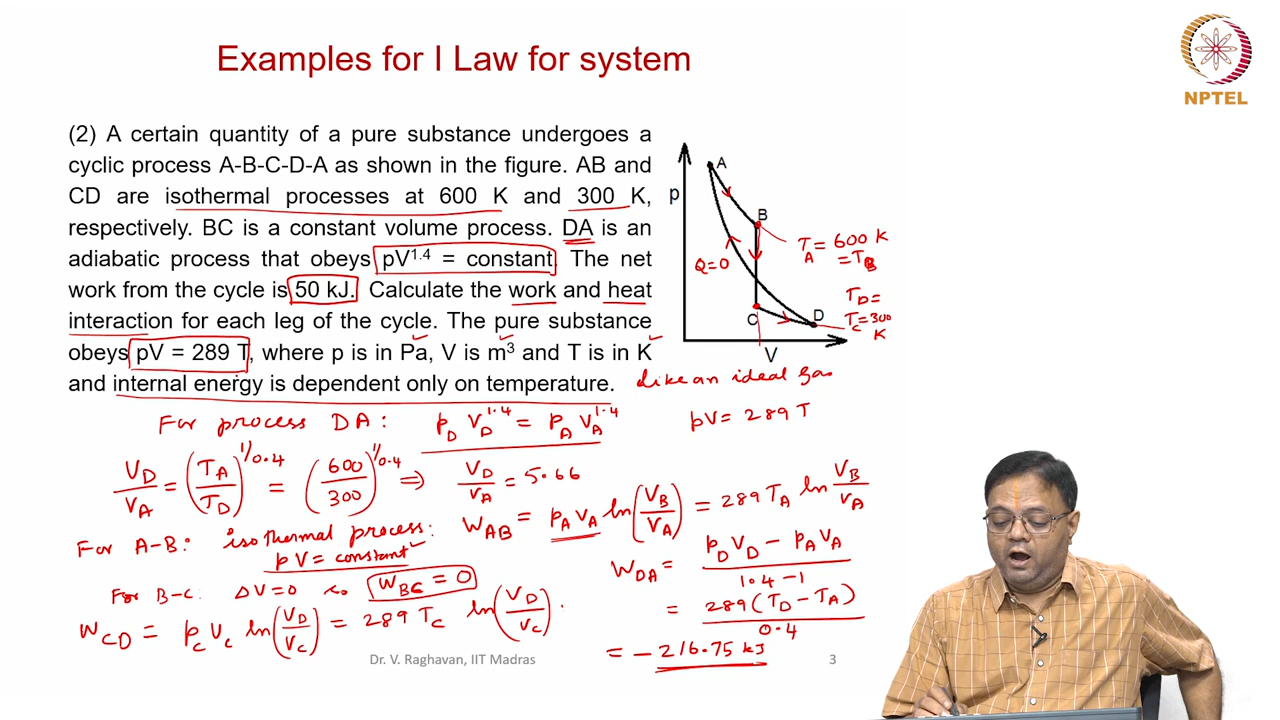 Examples for I Law for system
NPTEL
(2) A certain quantity of a pure substance undergoes a
cyclic process A-B-C-D-A as shown in the figure. AB and
CD are isothermal processes at 600 K and 300 K,
respectively. BC is a constant volume process. DA is an
adiabatic process that obeys pV¹·⁴ = constant. The net
work from the cycle is 50 kJ. Calculate the work and heat
interaction for each leg of the cycle. The pure substance
obeys pV = 289 T, where p is in Pa, V is m³ and T is in K
and internal energy is dependent only on temperature.
p
A
B
C
D
V
Q=0
T_A = 600 K
= T_B
T_D =
T_C = 300
K
Like an ideal gas
pV = 289 T
For process DA: p_D V_D^1.4 = p_A V_A^1.4
V_D/V_A = (T_A/T_D)^1/0.4 = (600/300)^1/0.4 ⇒ V_D/V_A = 5.66
For A-B: isothermal process:
pV = constant
W_AB = p_A V_A ln(V_B/V_A) = 289 T_A ln V_B/V_A
For B-C: ΔV=0 W_BC = 0
W_CD = p_C V_C ln(V_D/V_C) = 289 T_C ln(V_D/V_C).
W_DA = p_D V_D − p_A V_A / 1.4 − 1
= 289 (T_D − T_A) / 0.4
= − 216.75 kJ
Dr. V. Raghavan, IIT Madras
3